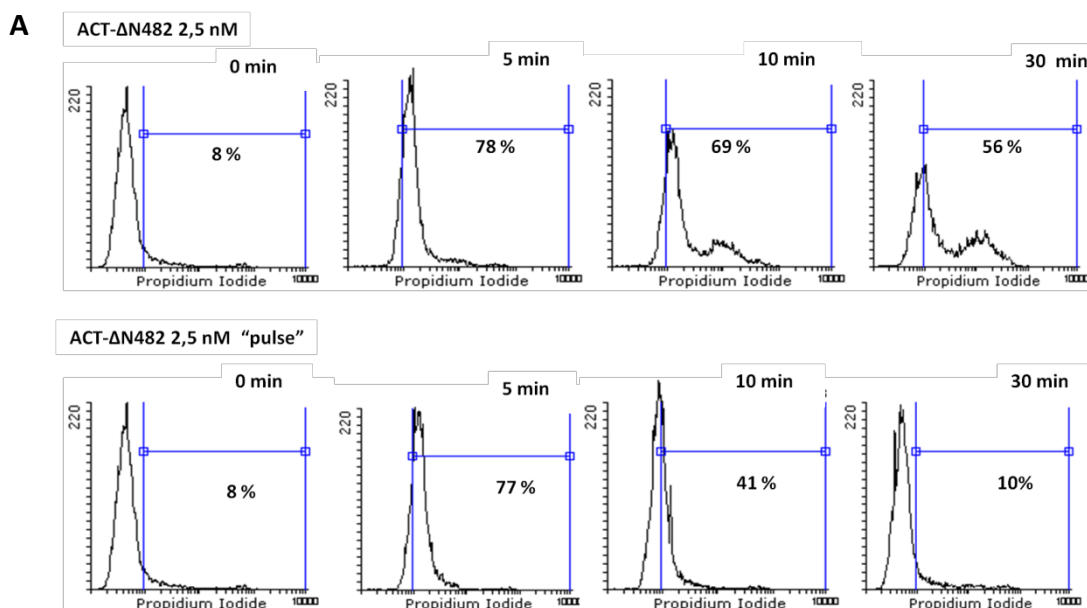 A
ACT-ΔN482 2,5 nM
0 min
5 min
10 min
30 min
220
220
220
220
8 %
78 %
69 %
56 %
10000
10000
10000
10000
Propidium Iodide
Propidium Iodide
Propidium Iodide
Propidium Iodide
ACT-ΔN482 2,5 nM "pulse"
0 min
5 min
10 min
30 min
220
220
220
220
8 %
77 %
41 %
10%
10000
10000
10000
10000
Propidium Iodide
Propidium Iodide
Propidium Iodide
Propidium Iodide